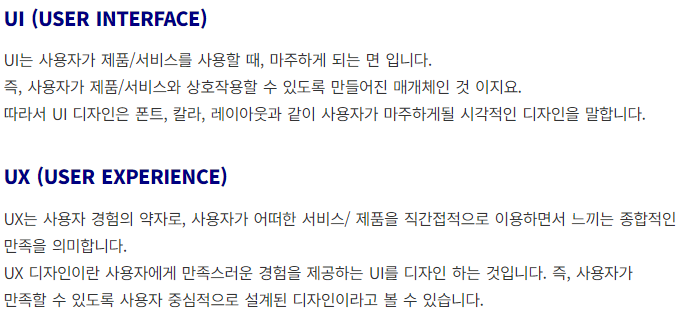 UI (USER INTERFACE)
UI는 사용자가 제품/서비스를 사용할 때, 마주하게 되는 면 입니다.
즉, 사용자가 제품/서비스와 상호작용할 수 있도록 만들어진 매개체인 것 이지요.
따라서 UI 디자인은 폰트, 칼라, 레이아웃과 같이 사용자가 마주하게될 시각적인 디자인을 말합니다.
UX (USER EXPERIENCE)
UX는 사용자 경험의 약자로, 사용자가 어떠한 서비스/ 제품을 직간접적으로 이용하면서 느끼는 종합적인
만족을 의미합니다.
UX 디자인이란 사용자에게 만족스러운 경험을 제공하는 UI를 디자인 하는 것입니다. 즉, 사용자가
만족할 수 있도록 사용자 중심적으로 설계된 디자인이라고 볼 수 있습니다.